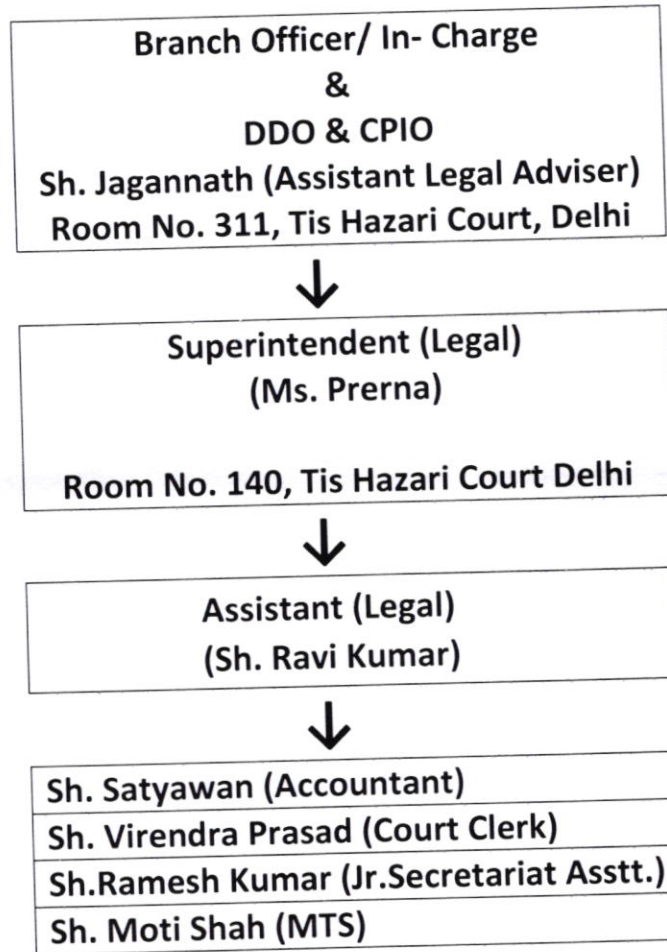 Branch Officer/ In- Charge
&
DDO & CPIO
Sh. Jagannath (Assistant Legal Adviser)
Room No. 311, Tis Hazari Court, Delhi
Superintendent (Legal)
(Ms. Prerna)
Room No. 140, Tis Hazari Court Delhi
Assistant (Legal)
(Sh. Ravi Kumar)
Sh. Satyawan (Accountant)
Sh. Virendra Prasad (Court Clerk)
Sh.Ramesh Kumar (Jr.Secretariat Asstt.)
Sh. Moti Shah (MTS)